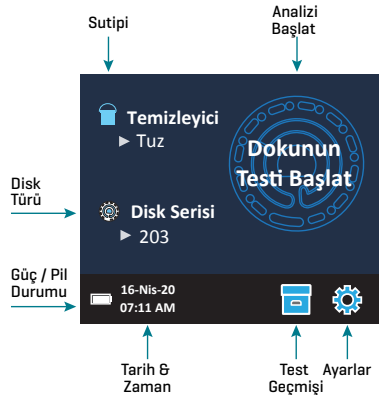 Sutipi
Analizi
Başlat
Temizleyici
Tuz
Dokunun
Testi Başlat
Disk
Türü
Disk Serisi
203
Güç / Pil
Durumu
16-Nis-20
07:11 AM
Tarih &
Zaman
Test
Geçmişi
Ayarlar